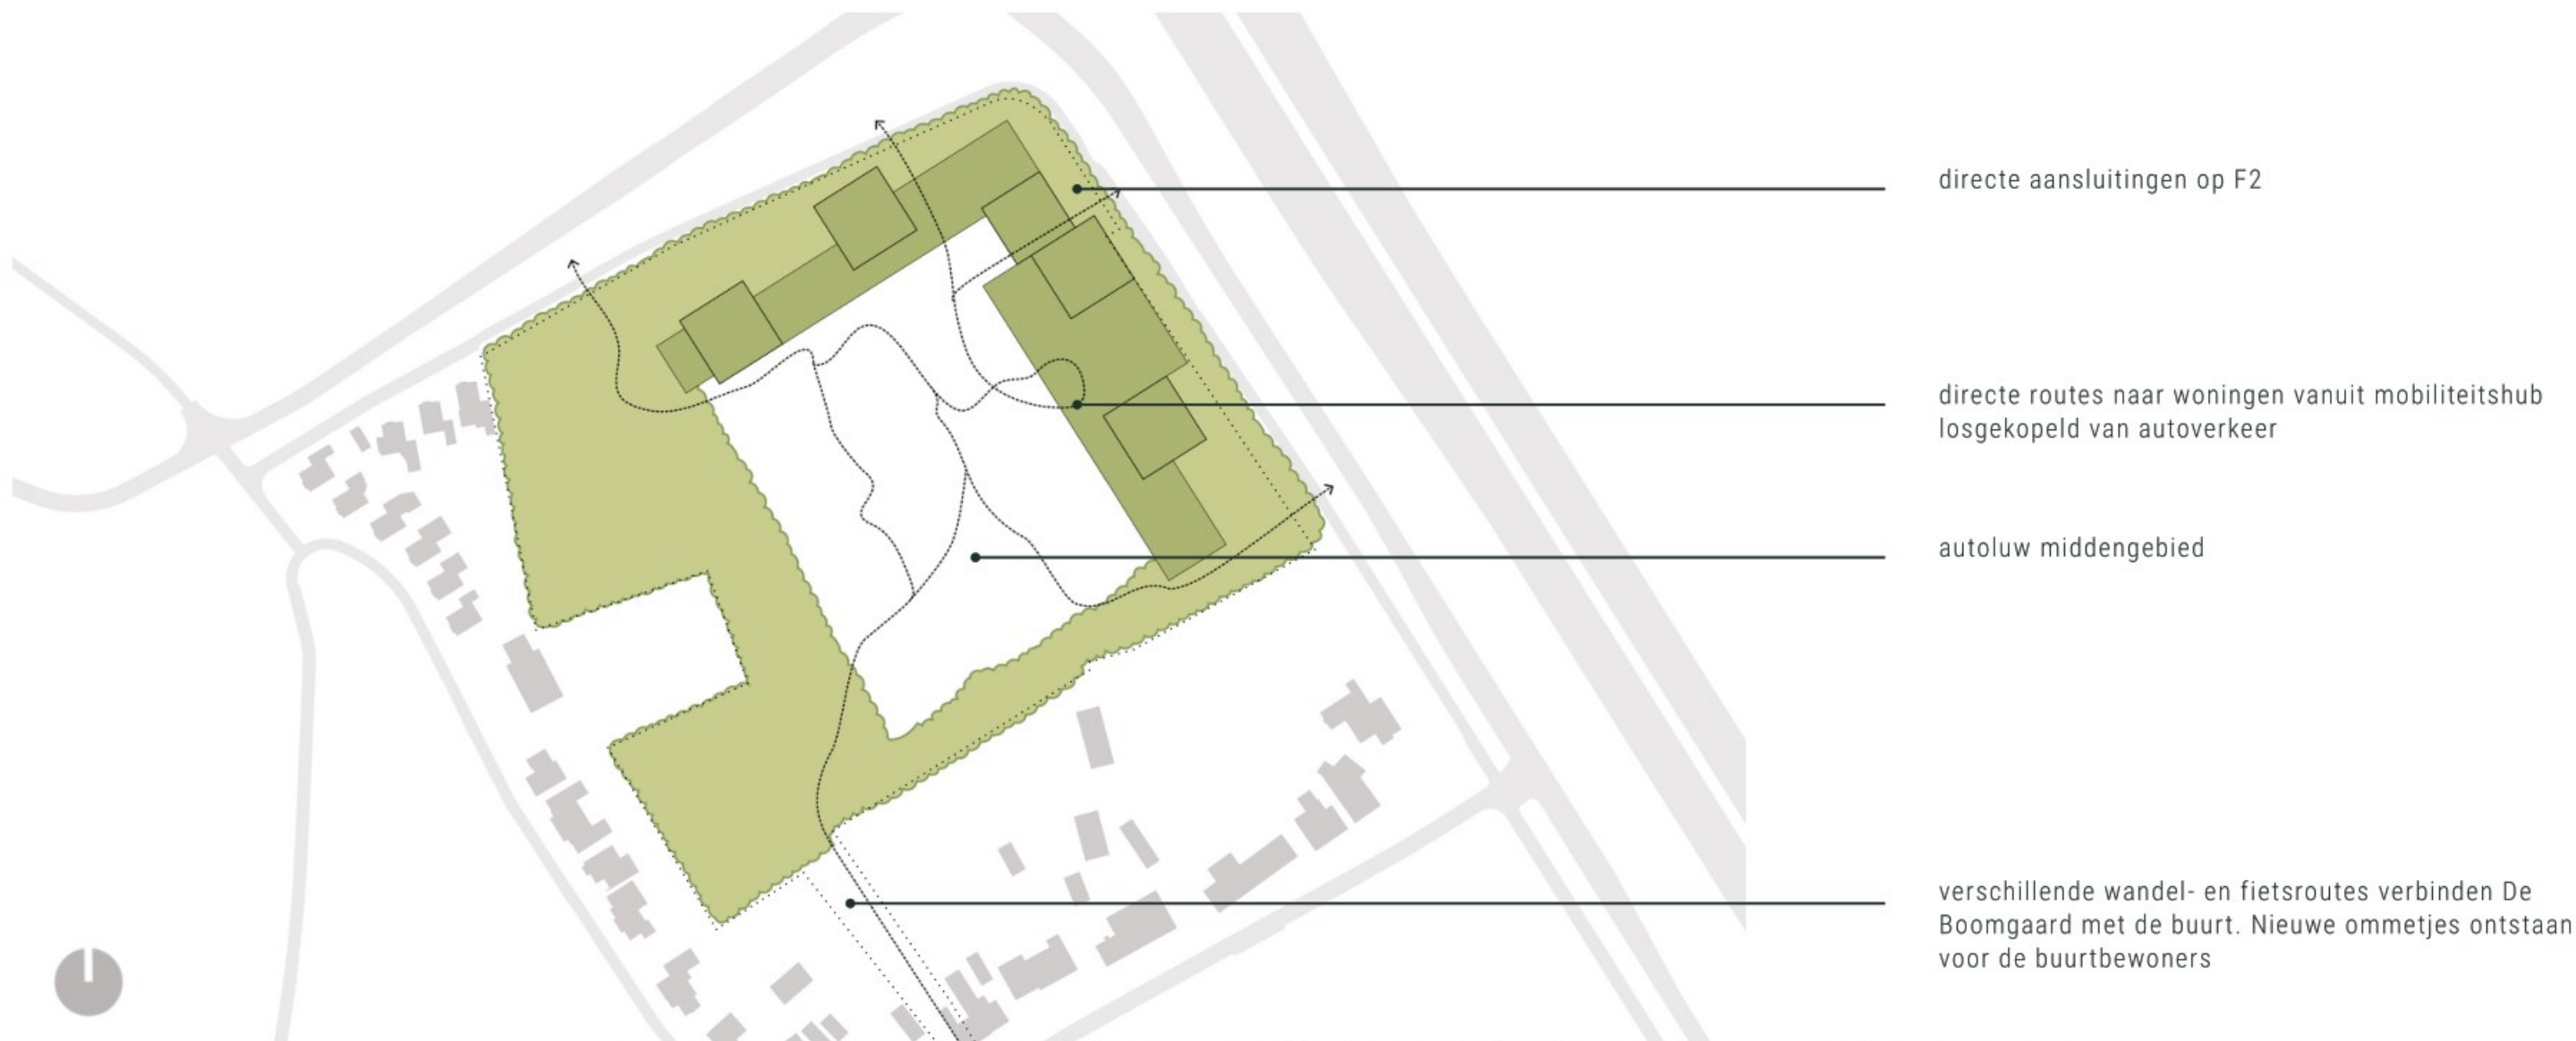 directe aansluitingen op F2
directe routes naar woningen vanuit mobiliteitshub
losgekopeld van autoverkeer
autoluw middengebied
verschillende wandel- en fietsroutes verbinden De
Boomgaard met de buurt. Nieuwe ommetjes ontstaan
voor de buurtbewoners